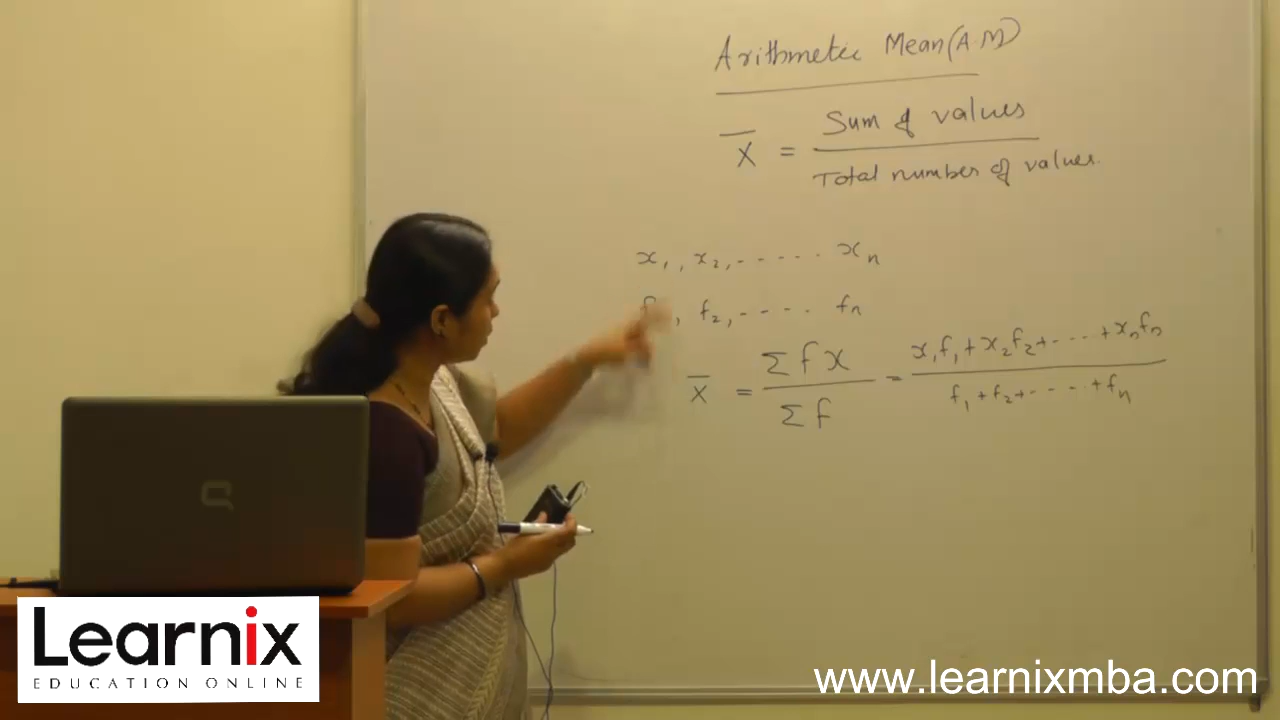 Arithmetic Mean (A.M)
X̅ = Sum of values / Total number of values.
x₁, x₂, ----- xₙ
f , f₂, ---- fₙ
x̅ = Σfx / Σf = x₁f₁ + x₂f₂ + ---- + xₙfₙ / f₁ + f₂ + ---- + fₙ
Learnix
EDUCATION ONLINE
www.learnixmba.com